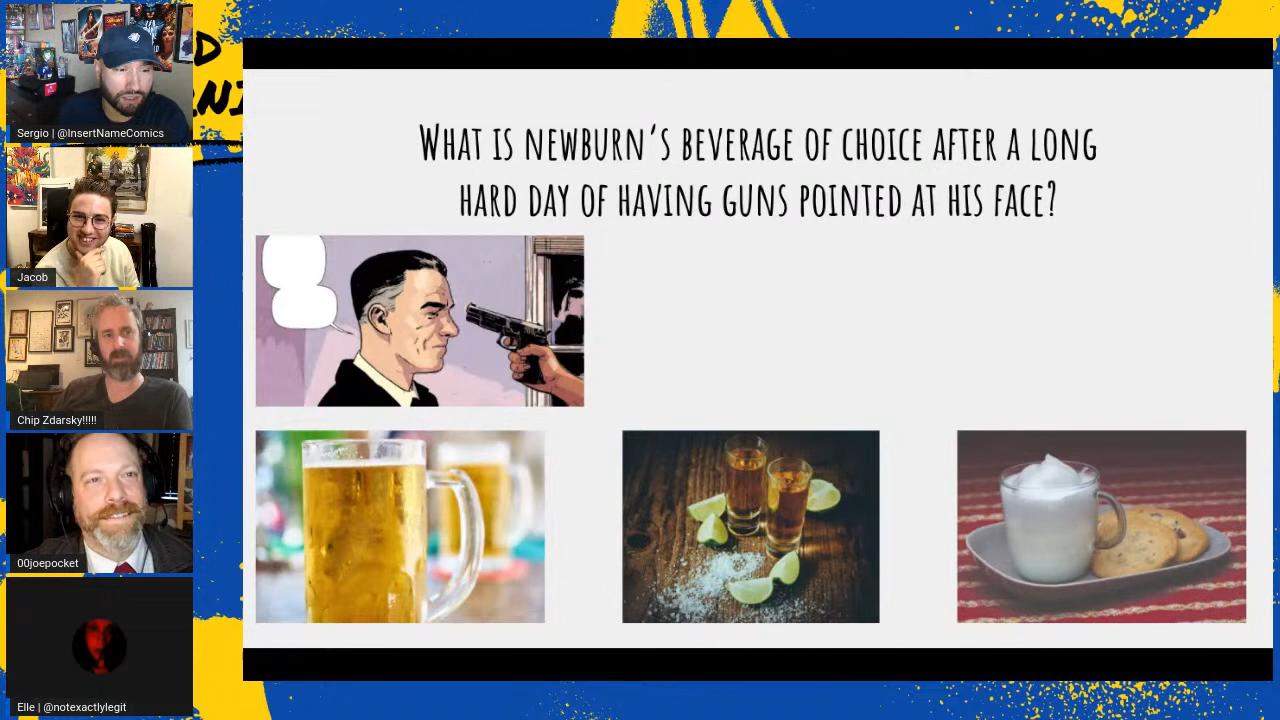 D
Sergio | @InsertNameComics
Jacob
Chip Zdarsky!!!!!
00joepocket
Elle | @notexactlylegit
What is newburn's beverage of choice after a long
hard day of having guns pointed at his face?